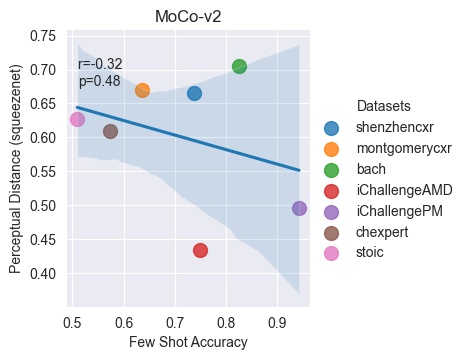 MoCo-v2
r=-0.32
p=0.48
0.75
0.70
0.65
0.60
0.55
0.50
0.45
0.40
Perceptual Distance (squeezenet)
0.5 0.6 0.7 0.8 0.9
Few Shot Accuracy
Datasets
shenzhencxr
montgomerycxr
bach
iChallengeAMD
iChallengePM
chexpert
stoic